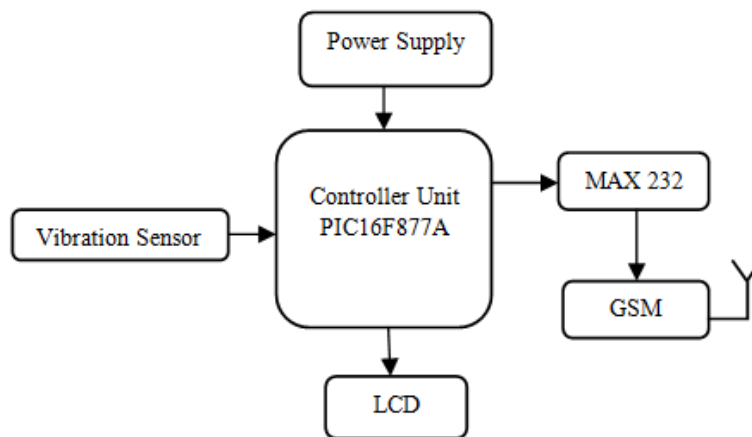 Power Supply
Controller Unit
PIC16F877A
MAX 232
Vibration Sensor
GSM
LCD